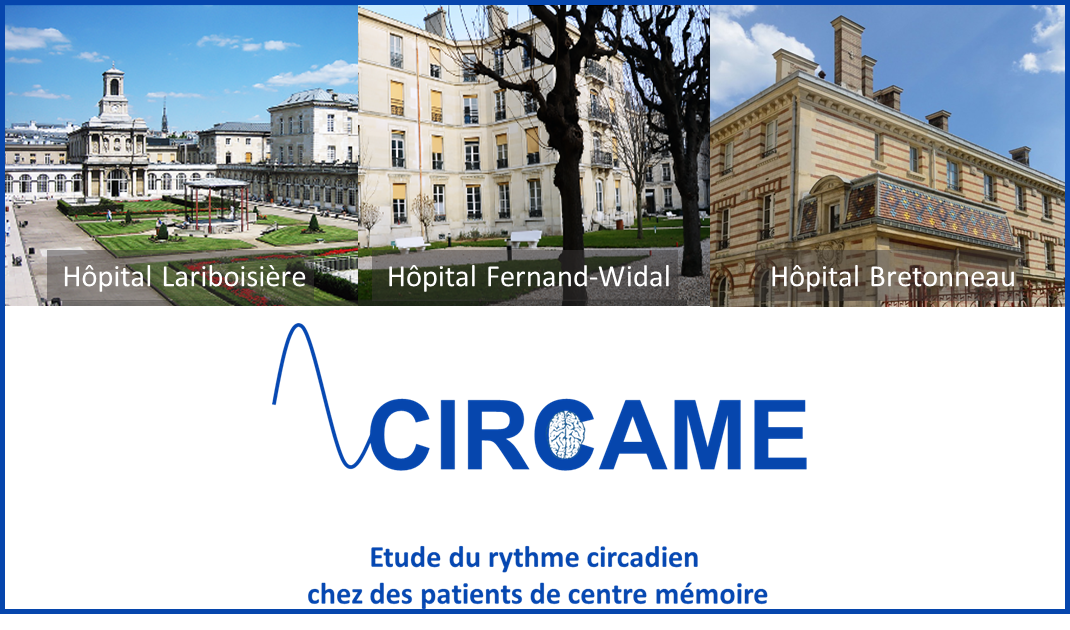 Hôpital Lariboisière
Hôpital Fernand-Widal
Hôpital Bretonneau
CIRCAME
Etude du rythme circadien
chez des patients de centre mémoire